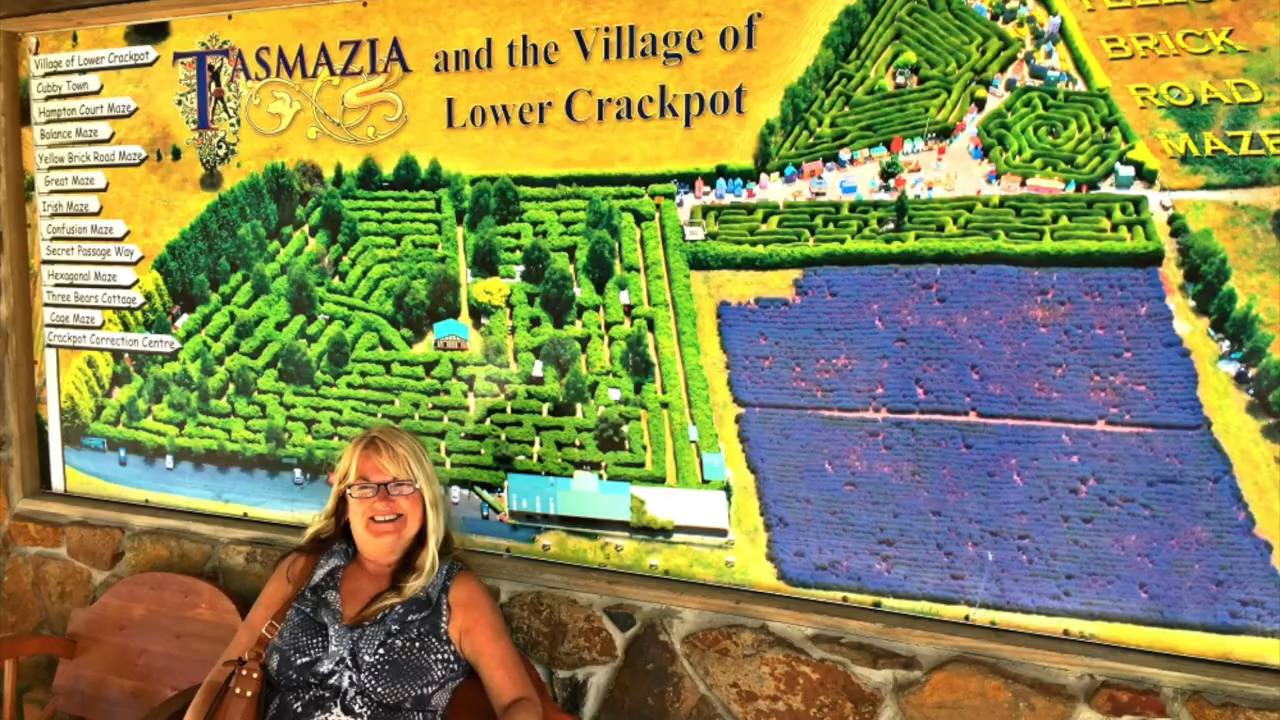 Village of Lower Crackpot
Cubby Town
Hampton Court Maze
Balance Maze
Yellow Brick Road Maze
Great Maze
Irish Maze
Confusion Maze
Secret Passage Way
Hexagonal Maze
Three Bears Cottage
Cage Maze
Crackpot Correction Centre
TASMAZIA and the Village of
Lower Crackpot
YELLOW
BRICK
ROAD
MAZE